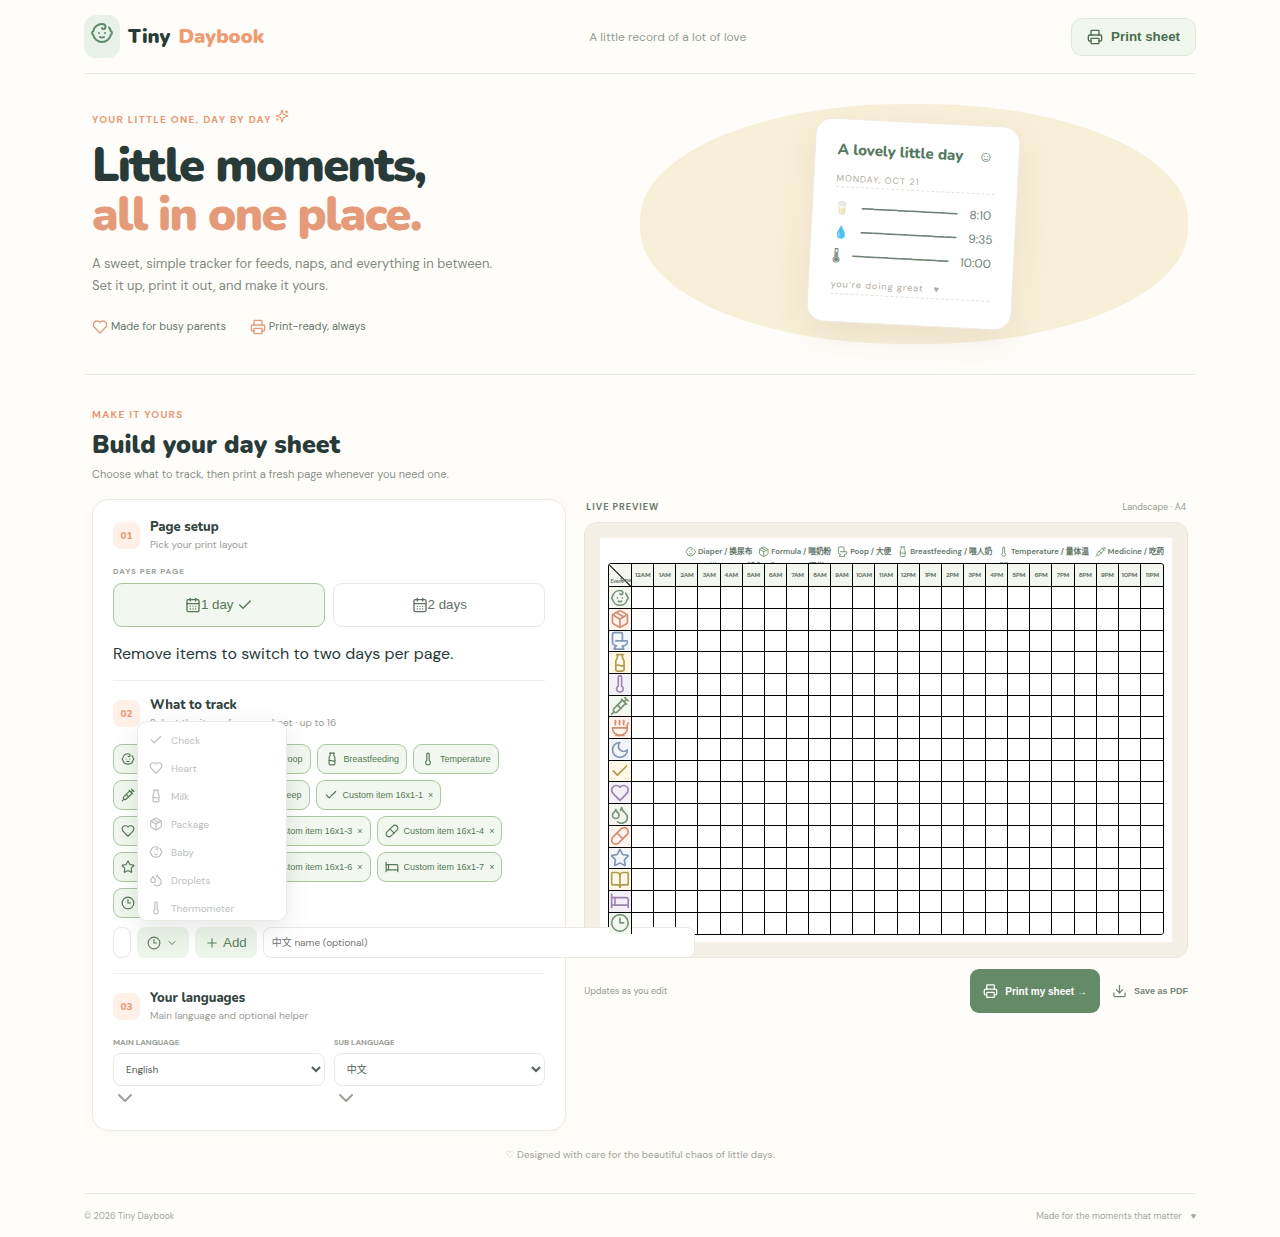 Tiny Daybook
A little record of a lot of love
Print sheet
YOUR LITTLE ONE, DAY BY DAY
Little moments,
all in one place.
A sweet, simple tracker for feeds, naps, and everything in between.
Set it up, print it out, and make it yours.
Made for busy parents
Print-ready, always
A lovely little day
MONDAY, OCT 21
8:10
9:35
10:00
you're doing great ♥
MAKE IT YOURS
Build your day sheet
Choose what to track, then print a fresh page whenever you need one.
01
Page setup
Pick your print layout
DAYS PER PAGE
1 day
2 days
Remove items to switch to two days per page.
02
What to track
et · up to 16
Check
Heart
Milk
Package
Baby
Droplets
Thermometer
oop
Breastfeeding
Temperature
eep
Custom item 16x1-1 ×
tom item 16x1-3 ×
Custom item 16x1-4 ×
tom item 16x1-6 ×
Custom item 16x1-7 ×
Add
中文 name (optional)
03
Your languages
Main language and optional helper
MAIN LANGUAGE
SUB LANGUAGE
English
中文
LIVE PREVIEW
Landscape · A4
Diaper / 换尿布 Formula / 喂奶粉 Poop / 大便 Breastfeeding / 喂人奶 Temperature / 量体温 Medicine / 吃药
12AM 1AM 2AM 3AM 4AM 5AM 6AM 7AM 8AM 9AM 10AM 11AM 12PM 1PM 2PM 3PM 4PM 5PM 6PM 7PM 8PM 9PM 10PM 11PM
Updates as you edit
Print my sheet →
Save as PDF
♡ Designed with care for the beautiful chaos of little days.
© 2026 Tiny Daybook
Made for the moments that matter ♥